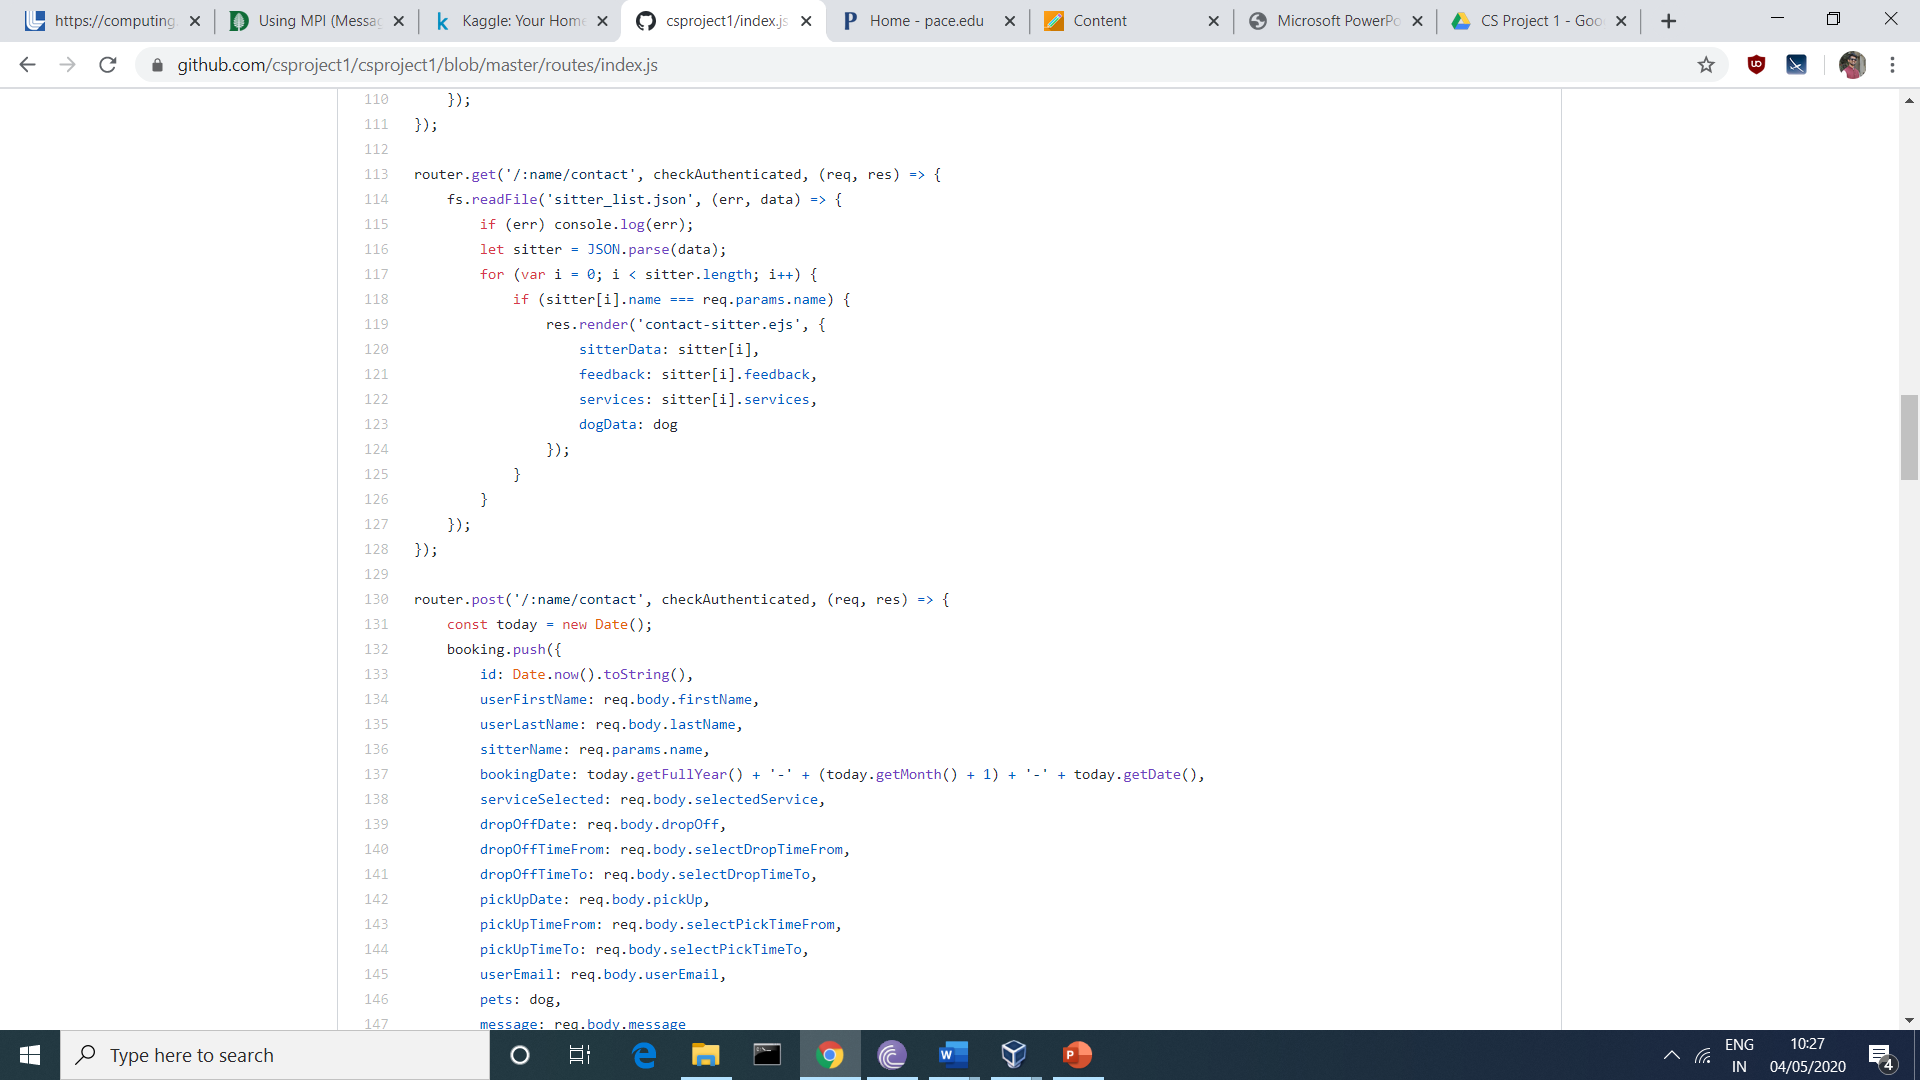 https://computing.
Using MPI (Messag
Kaggle: Your Home
csproject1/index.js
Home - pace.edu
Content
Microsoft PowerPo
CS Project 1 - Goo
github.com/csproject1/csproject1/blob/master/routes/index.js
110 });
111 });
112
113 router.get('/:name/contact', checkAuthenticated, (req, res) => {
114 fs.readFile('sitter_list.json', (err, data) => {
115 if (err) console.log(err);
116 let sitter = JSON.parse(data);
117 for (var i = 0; i < sitter.length; i++) {
118 if (sitter[i].name === req.params.name) {
119 res.render('contact-sitter.ejs', {
120 sitterData: sitter[i],
121 feedback: sitter[i].feedback,
122 services: sitter[i].services,
123 dogData: dog
124 });
125 }
126 }
127 });
128 });
129
130 router.post('/:name/contact', checkAuthenticated, (req, res) => {
131 const today = new Date();
132 booking.push({
133 id: Date.now().toString(),
134 userFirstName: req.body.firstName,
135 userLastName: req.body.lastName,
136 sitterName: req.params.name,
137 bookingDate: today.getFullYear() + '-' + (today.getMonth() + 1) + '-' + today.getDate(),
138 serviceSelected: req.body.selectedService,
139 dropOffDate: req.body.dropOff,
140 dropOffTimeFrom: req.body.selectDropTimeFrom,
141 dropOffTimeTo: req.body.selectDropTimeTo,
142 pickUpDate: req.body.pickUp,
143 pickUpTimeFrom: req.body.selectPickTimeFrom,
144 pickUpTimeTo: req.body.selectPickTimeTo,
145 userEmail: req.body.userEmail,
146 pets: dog,
147 message: req.body.message
Type here to search
ENG
IN
10:27
04/05/2020
4